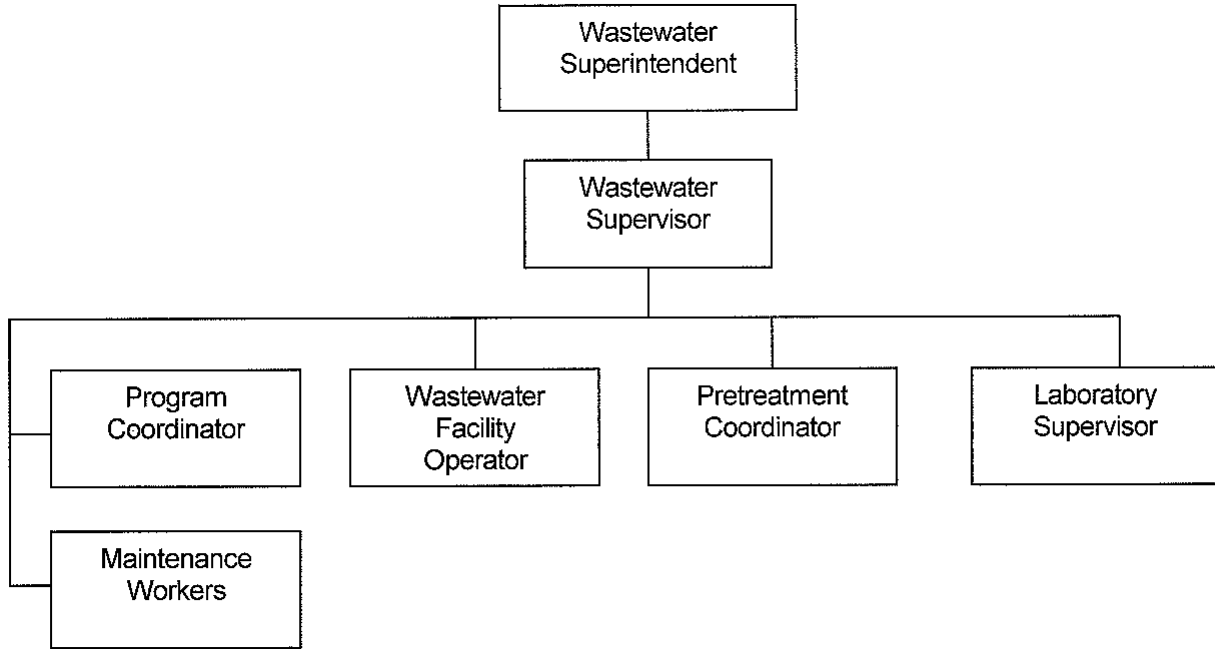 Wastewater
Superintendent
Wastewater
Supervisor
Program
Coordinator
Wastewater
Facility
Operator
Pretreatment
Coordinator
Laboratory
Supervisor
Maintenance
Workers